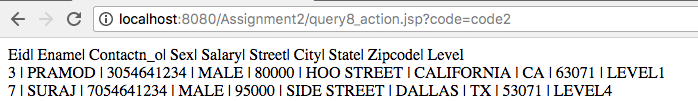 localhost:8080/Assignment2/query8_action.jsp?code=code2
Eid| Ename| Contactn_o| Sex| Salary| Street| City| State| Zipcode| Level
3 | PRAMOD | 3054641234 | MALE | 80000 | HOO STREET | CALIFORNIA | CA | 63071 | LEVEL1
7 | SURAJ | 7054641234 | MALE | 95000 | SIDE STREET | DALLAS | TX | 53071 | LEVEL4